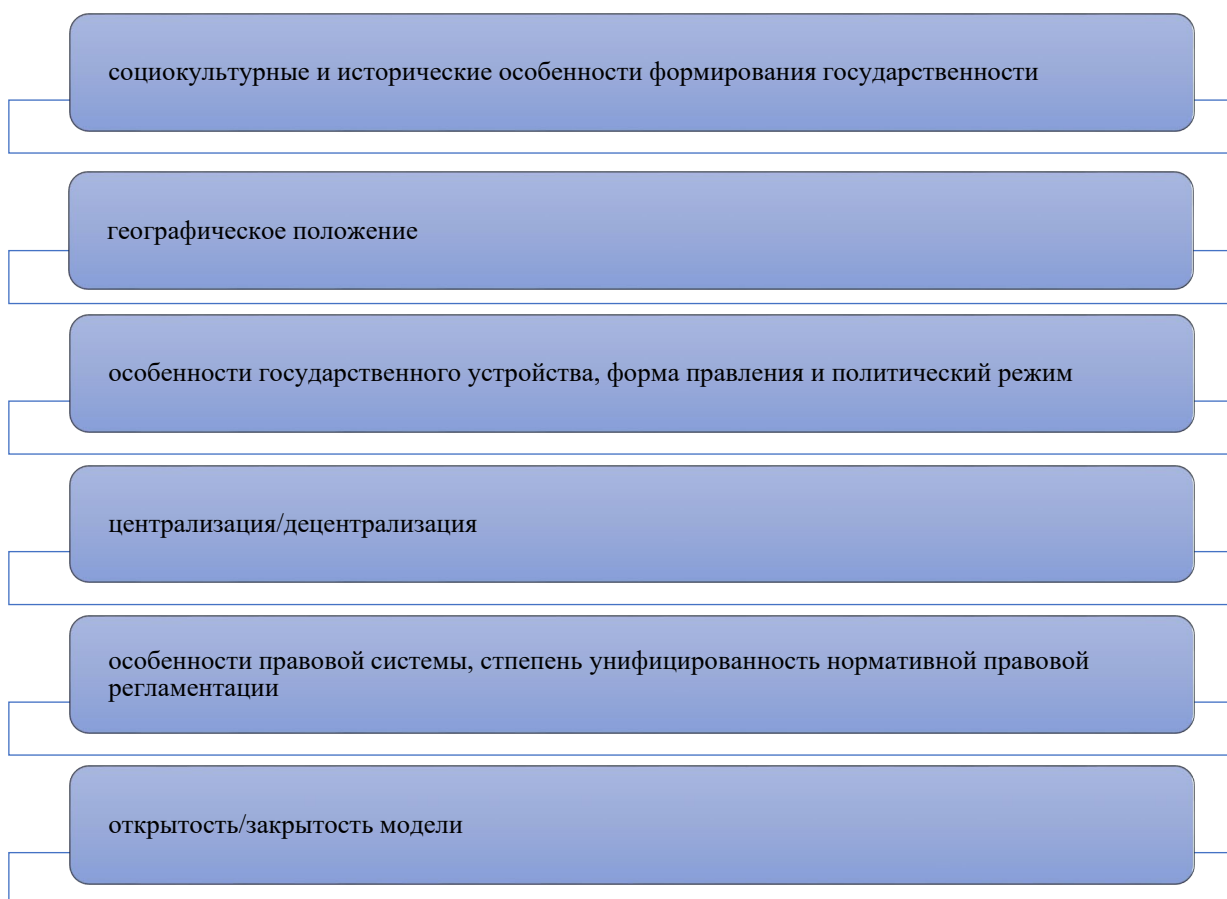 социокультурные и исторические особенности формирования государственности
географическое положение
особенности государственного устройства, форма правления и политический режим
централизация/децентрализация
особенности правовой системы, стпепень унифицированность нормативной правовой
регламентации
открытость/закрытость модели